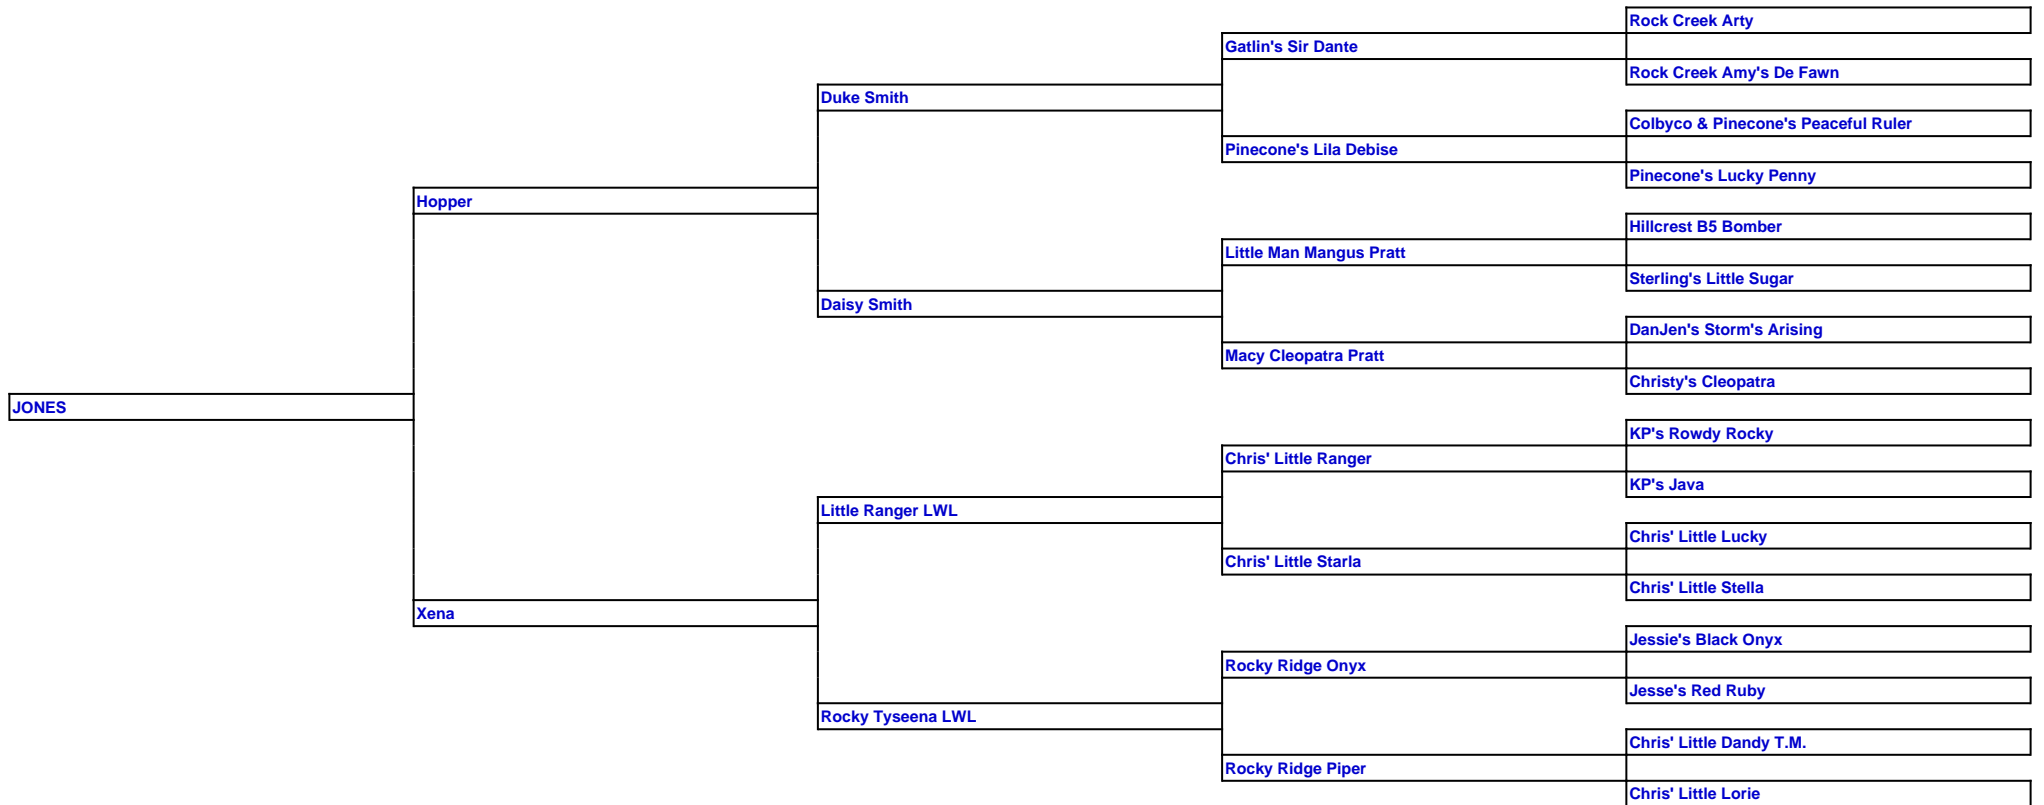 Rock Creek Arty
Gatlin's Sir Dante
Rock Creek Amy's De Fawn
Duke Smith
Colbyco & Pinecone's Peaceful Ruler
Pinecone's Lila Debise
Pinecone's Lucky Penny
Hopper
Hillcrest B5 Bomber
Little Man Mangus Pratt
Sterling's Little Sugar
Daisy Smith
DanJen's Storm's Arising
Macy Cleopatra Pratt
Christy's Cleopatra
JONES
KP's Rowdy Rocky
Chris' Little Ranger
KP's Java
Little Ranger LWL
Chris' Little Lucky
Chris' Little Starla
Chris' Little Stella
Xena
Jessie's Black Onyx
Rocky Ridge Onyx
Jesse's Red Ruby
Rocky Tyseena LWL
Chris' Little Dandy T.M.
Rocky Ridge Piper
Chris' Little Lorie